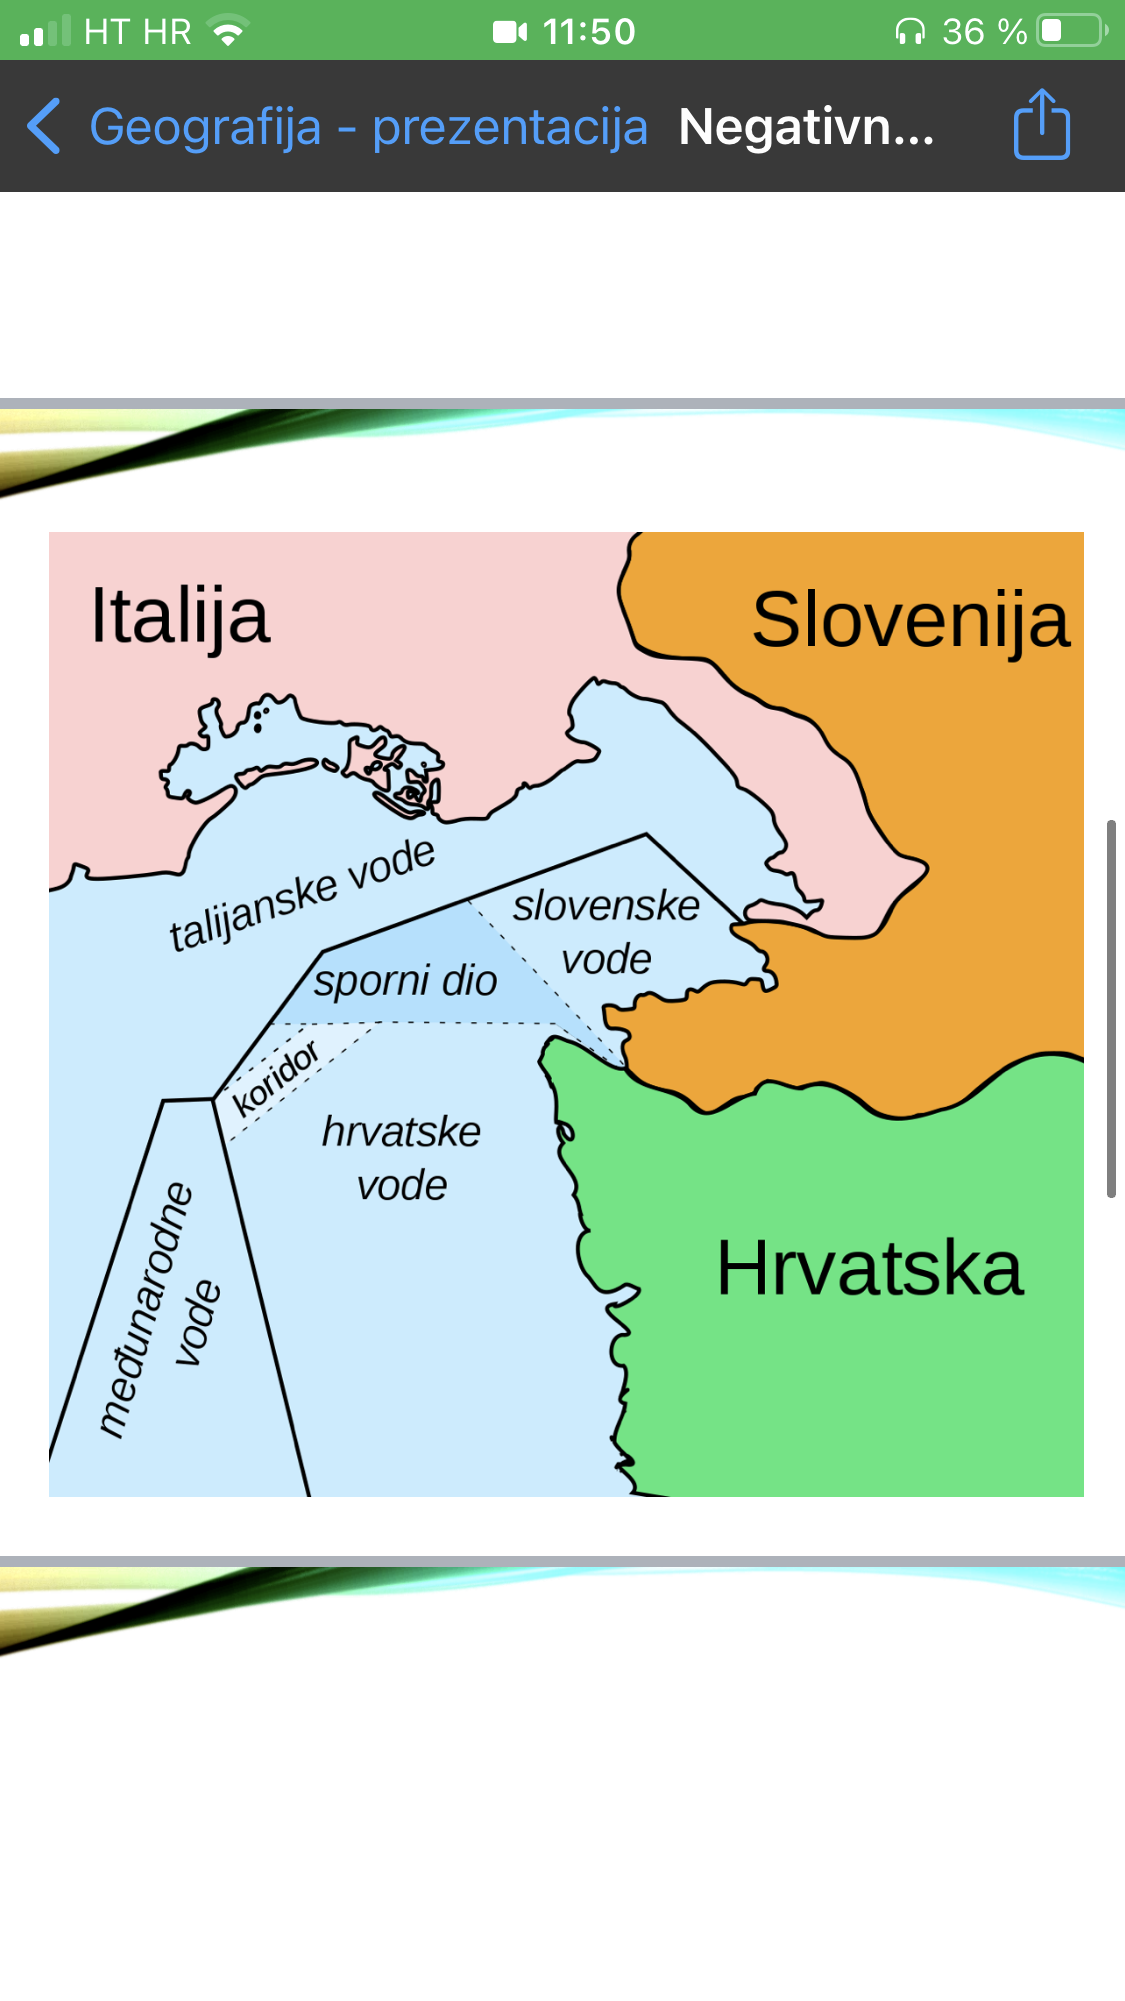 HT HR 11:50 36 %
Geografija - prezentacija Negativn...
Italija
Slovenija
talijanske vode
slovenske
vode
sporni dio
koridor
hrvatske
vode
međunarodne
vode
Hrvatska